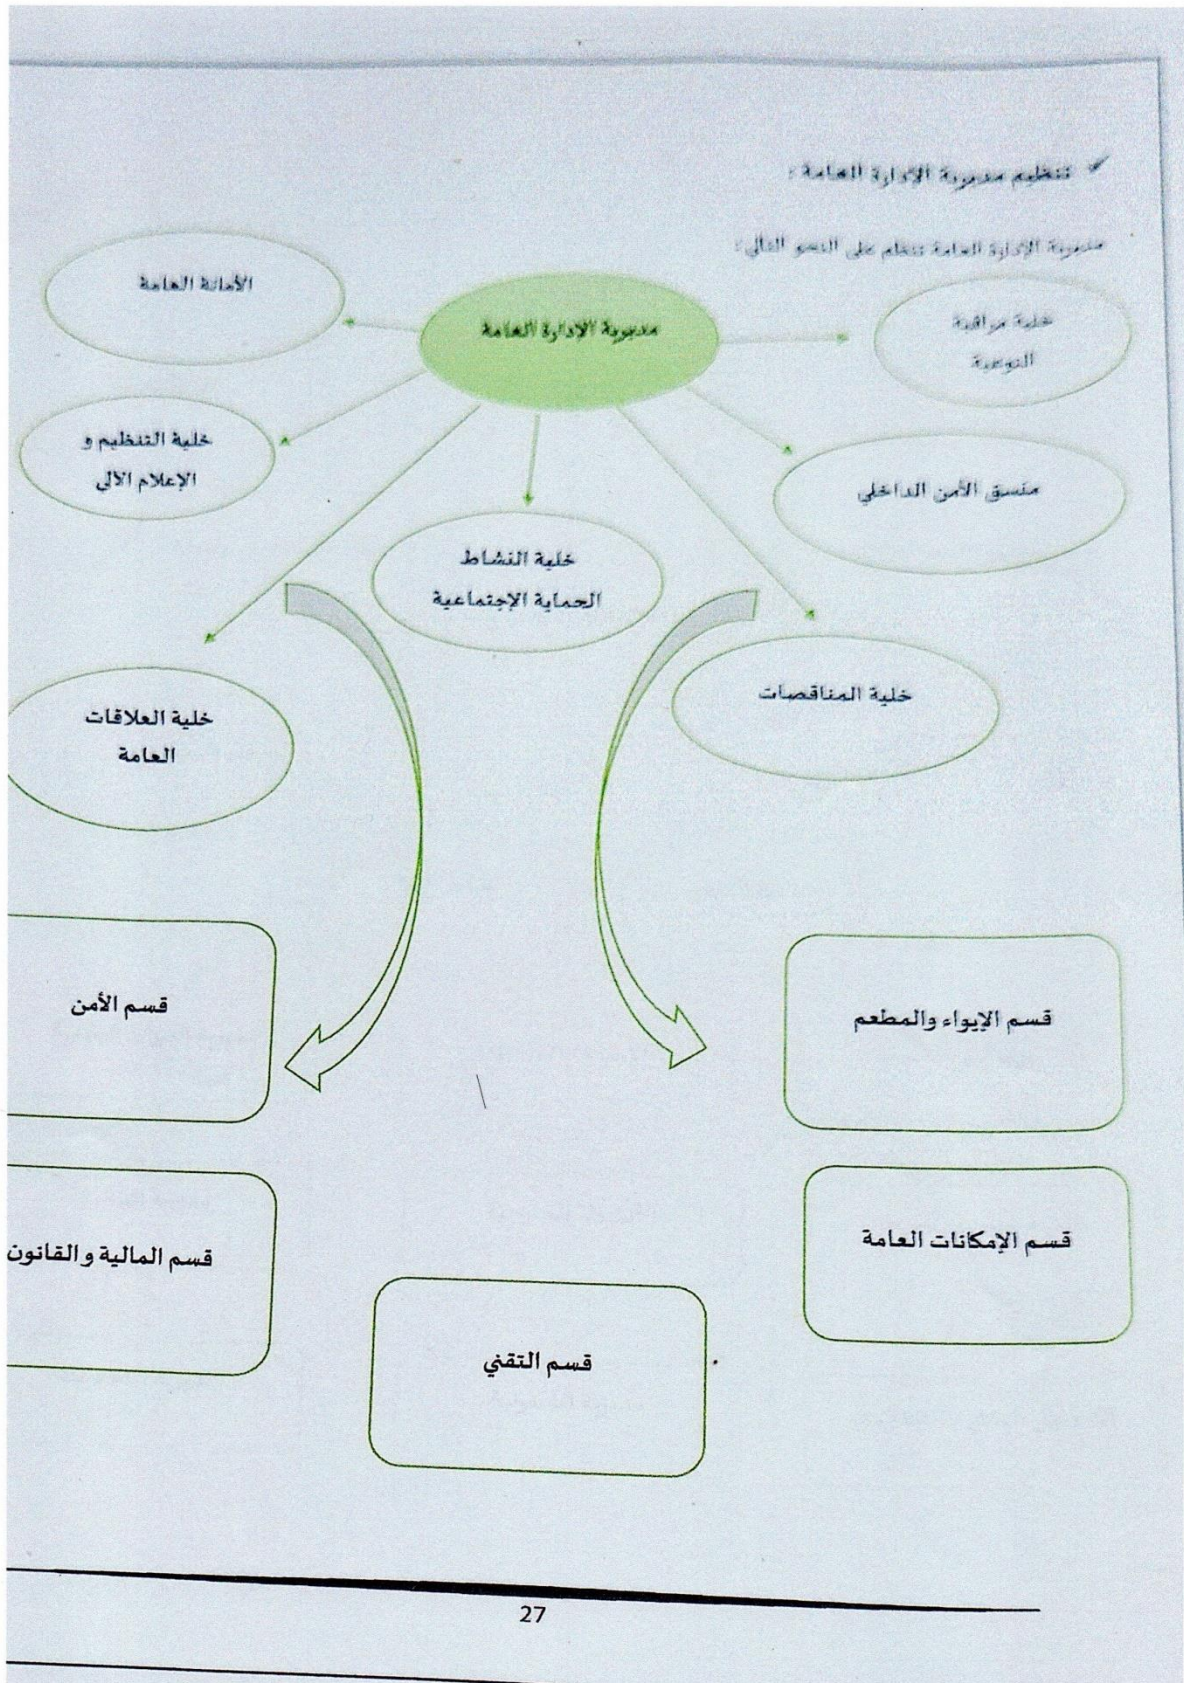 ✓ تنظيم مديرية الإدارة العامة :
مديرية الإدارة العامة تنظم على النحو التالي:
الأمانة العامة
مديرية الإدارة العامة
خلية مراقبة
النوعية
خلية التنظيم و
الإعلام الآلي
منسق الأمن الداخلي
خلية النشاط
الحماية الإجتماعية
خلية المناقصات
خلية العلاقات
العامة
قسم الأمن
قسم الإيواء والمطعم
قسم المالية و القانون
قسم الإمكانات العامة
قسم التقني
27